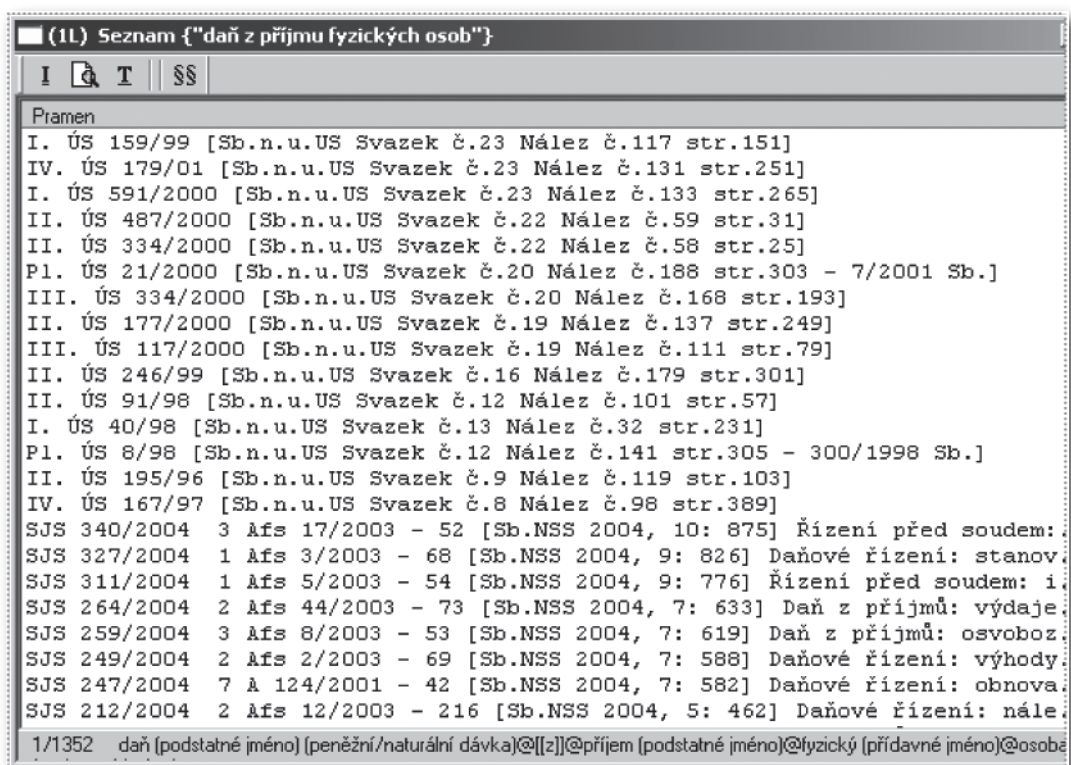 (1L) Seznam {"daň z příjmu fyzických osob"}
I T §§
Pramen
I. ÚS 159/99 [Sb.n.u.US Svazek č.23 Nález č.117 str.151]
IV. ÚS 179/01 [Sb.n.u.US Svazek č.23 Nález č.131 str.251]
I. ÚS 591/2000 [Sb.n.u.US Svazek č.23 Nález č.133 str.265]
II. ÚS 487/2000 [Sb.n.u.US Svazek č.22 Nález č.59 str.31]
II. ÚS 334/2000 [Sb.n.u.US Svazek č.22 Nález č.58 str.25]
Pl. ÚS 21/2000 [Sb.n.u.US Svazek č.20 Nález č.188 str.303 - 7/2001 Sb.]
III. ÚS 334/2000 [Sb.n.u.US Svazek č.20 Nález č.168 str.193]
II. ÚS 177/2000 [Sb.n.u.US Svazek č.19 Nález č.137 str.249]
III. ÚS 117/2000 [Sb.n.u.US Svazek č.19 Nález č.111 str.79]
II. ÚS 246/99 [Sb.n.u.US Svazek č.16 Nález č.179 str.301]
II. ÚS 91/98 [Sb.n.u.US Svazek č.12 Nález č.101 str.57]
I. ÚS 40/98 [Sb.n.u.US Svazek č.13 Nález č.32 str.231]
Pl. ÚS 8/98 [Sb.n.u.US Svazek č.12 Nález č.141 str.305 - 300/1998 Sb.]
II. ÚS 195/96 [Sb.n.u.US Svazek č.9 Nález č.119 str.103]
IV. ÚS 167/97 [Sb.n.u.US Svazek č.8 Nález č.98 str.389]
SJS 340/2004 3 Afs 17/2003 - 52 [Sb.NSS 2004, 10: 875] Řízení před soudem:
SJS 327/2004 1 Afs 3/2003 - 68 [Sb.NSS 2004, 9: 826] Daňové řízení: stanov.
SJS 311/2004 1 Afs 5/2003 - 54 [Sb.NSS 2004, 9: 776] Řízení před soudem: i.
SJS 264/2004 2 Afs 44/2003 - 73 [Sb.NSS 2004, 7: 633] Daň z příjmů: výdaje.
SJS 259/2004 3 Afs 8/2003 - 53 [Sb.NSS 2004, 7: 619] Daň z příjmů: osvoboz.
SJS 249/2004 2 Afs 2/2003 - 69 [Sb.NSS 2004, 7: 588] Daňové řízení: výhody.
SJS 247/2004 7 A 124/2001 - 42 [Sb.NSS 2004, 7: 582] Daňové řízení: obnova.
SJS 212/2004 2 Afs 12/2003 - 216 [Sb.NSS 2004, 5: 462] Daňové řízení: nále.
1/1352 daň (podstatné jméno) (peněžní/naturální dávka)@[[z]]@příjem (podstatné jméno)@fyzický (přídavné jméno)@osoba